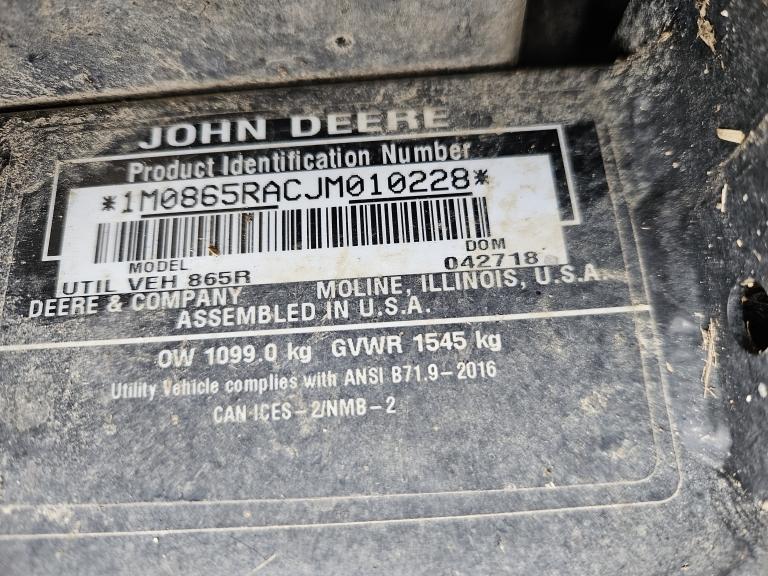 JOHN DEERE
Product Identification Number
*1M0865RACJM010228*
MODEL DOM
UTIL VEH 865R 042718
DEERE & COMPANY MOLINE, ILLINOIS, U.S.A.
ASSEMBLED IN U.S.A.
OW 1099.0 kg GVWR 1545 kg
Utility Vehicle complies with ANSI B71.9-2016
CAN ICES-2/NMB-2